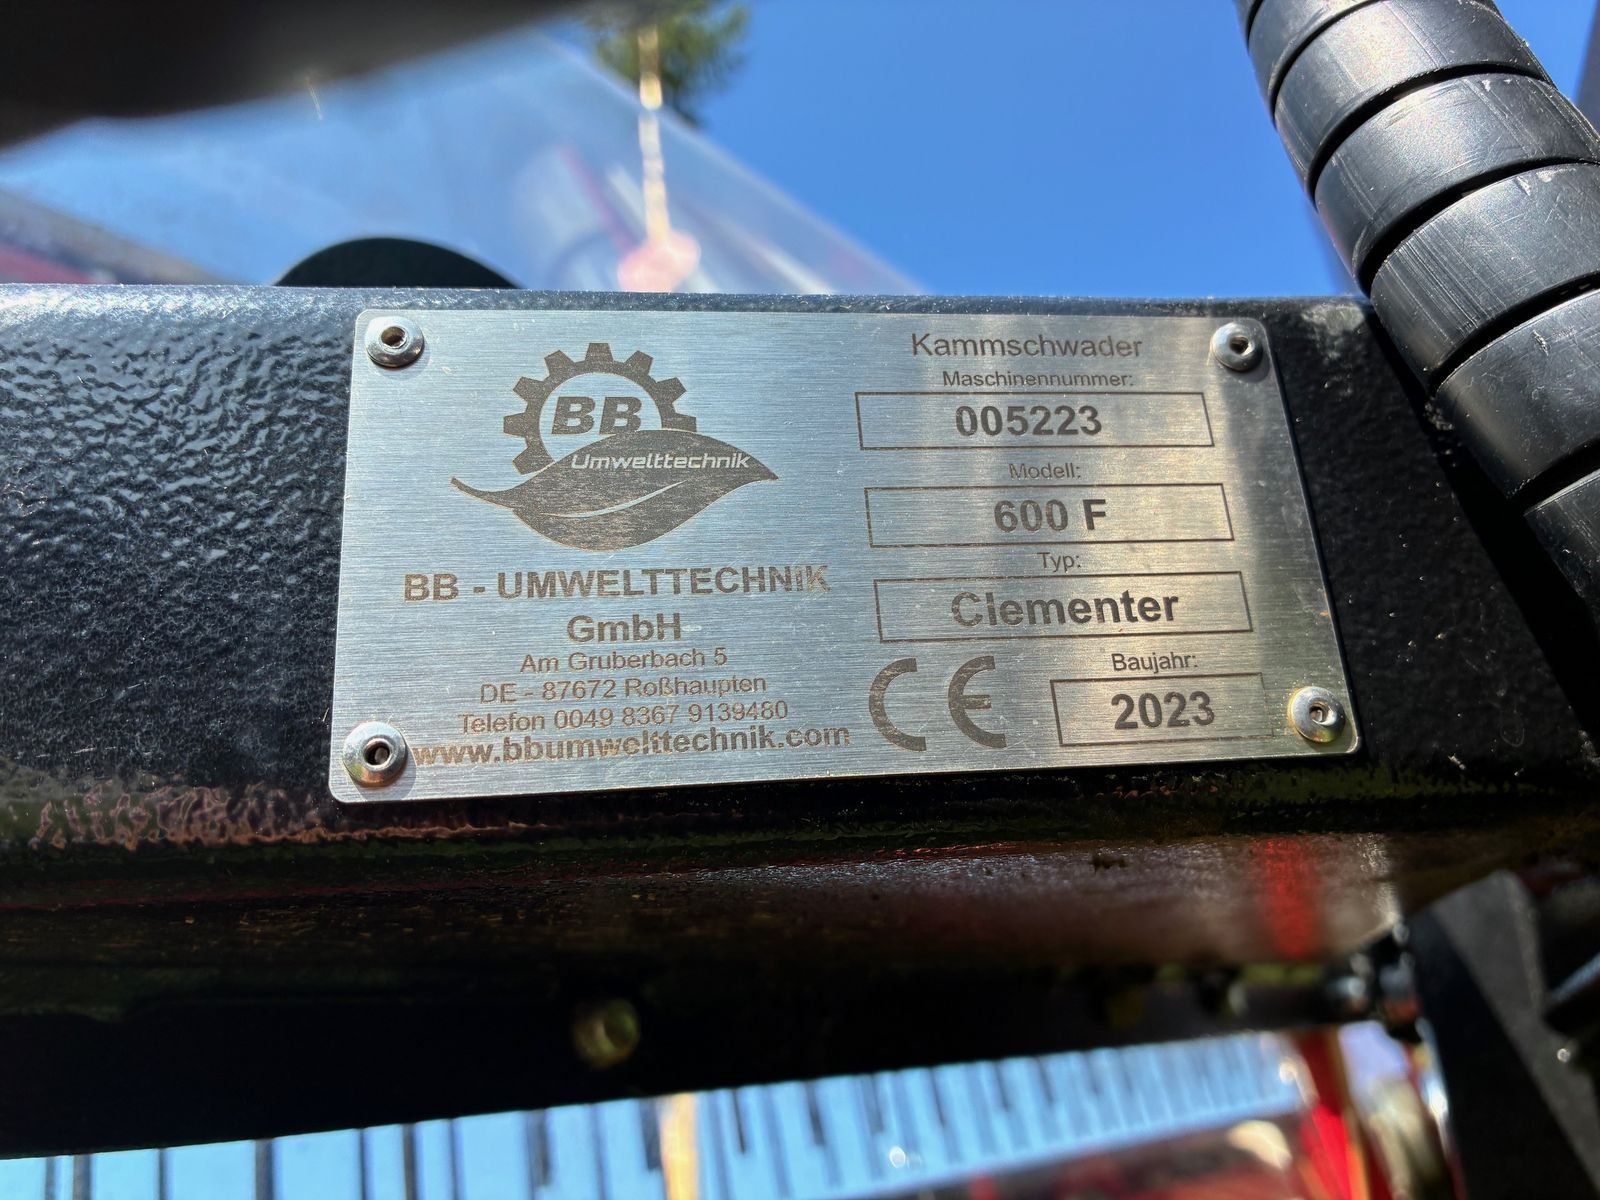 BB
Umwelttechnik
BB - UMWELTTECHNIK
GmbH
Am Gruberbach 5
DE - 87672 Roßhaupten
Telefon 0049 8367 9139480
www.bbumwelttechnik.com
Kammschwader
Maschinennummer:
005223
Modell:
600 F
Typ:
Clementer
CE
Baujahr:
2023